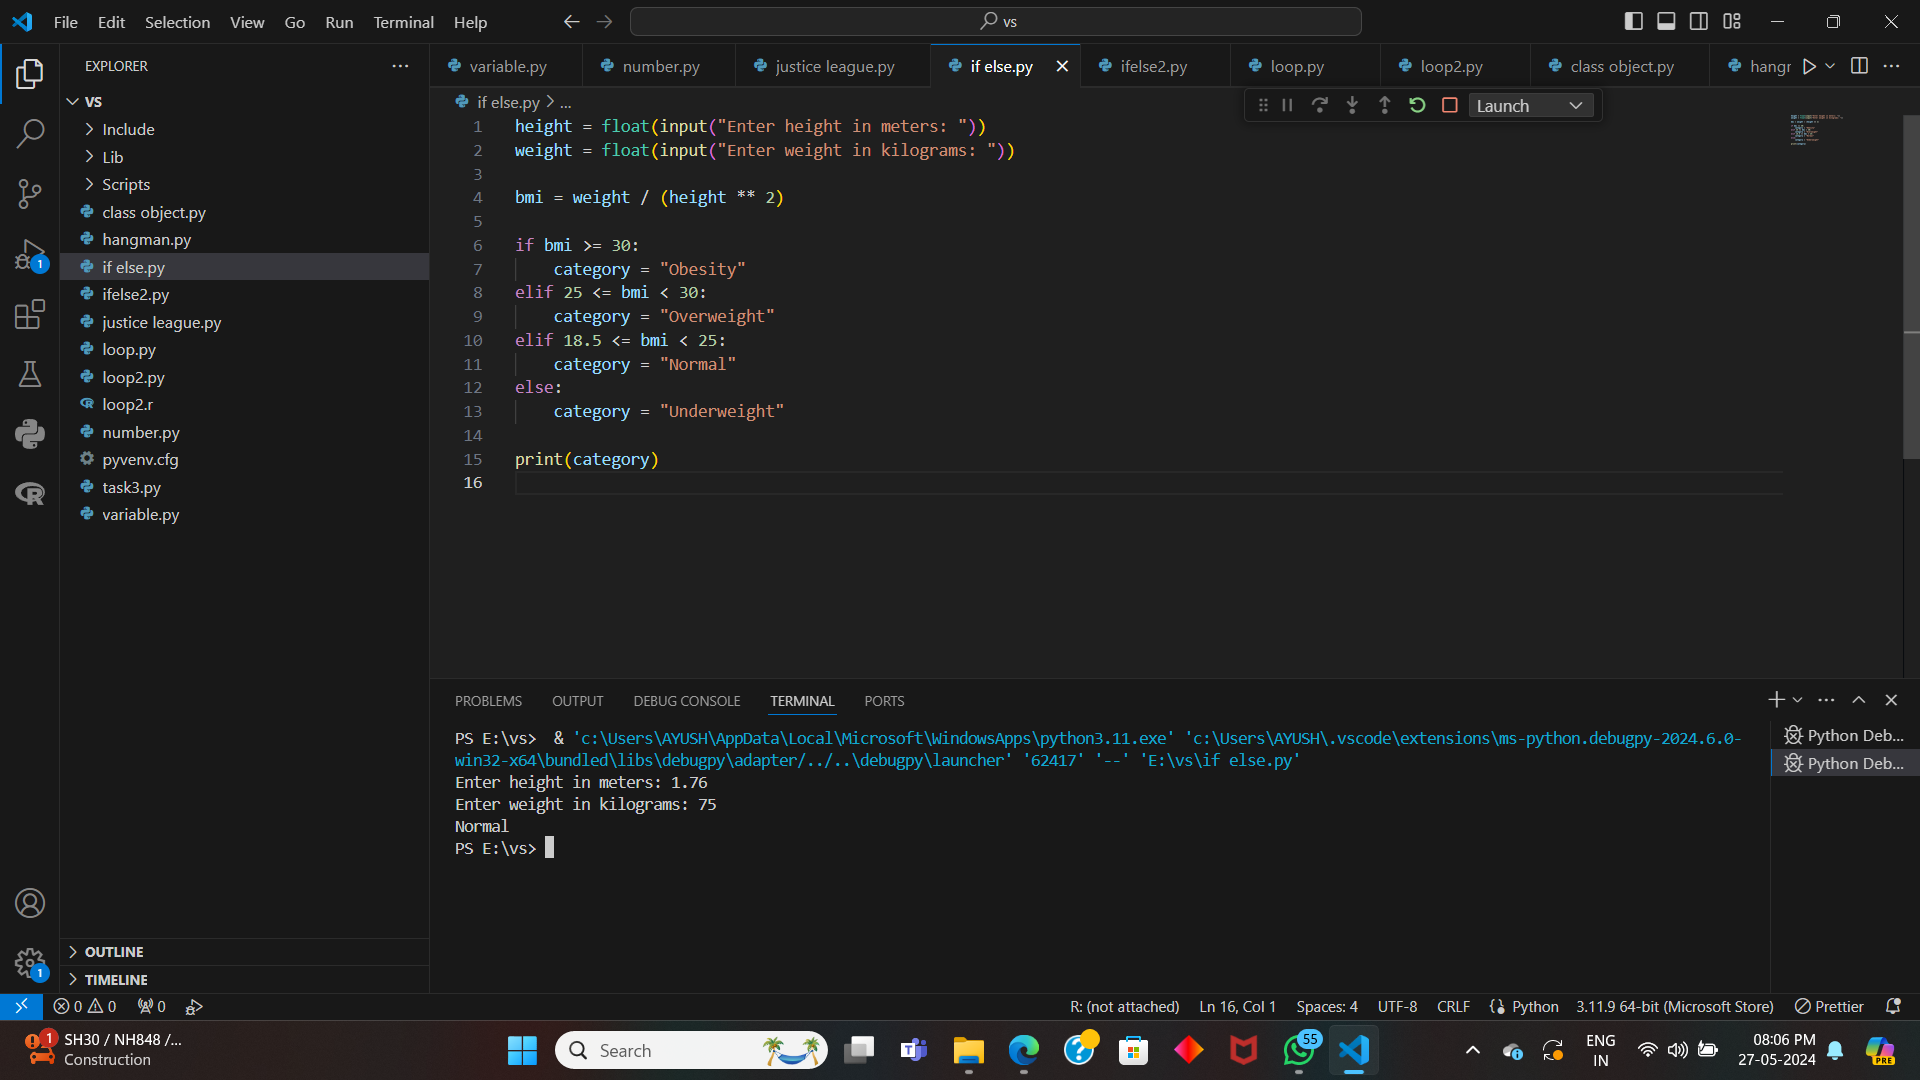 File Edit Selection View Go Run Terminal Help
vs
EXPLORER
VS
Include
Lib
Scripts
class object.py
hangman.py
if else.py
ifelse2.py
justice league.py
loop.py
loop2.py
loop2.r
number.py
pyvenv.cfg
task3.py
variable.py
OUTLINE
TIMELINE
1
1
variable.py number.py justice league.py if else.py ifelse2.py loop.py loop2.py class object.py hangr
if else.py > ...
Launch
1 height = float(input("Enter height in meters: "))
2 weight = float(input("Enter weight in kilograms: "))
3
4 bmi = weight / (height ** 2)
5
6 if bmi >= 30:
7 category = "Obesity"
8 elif 25 <= bmi < 30:
9 category = "Overweight"
10 elif 18.5 <= bmi < 25:
11 category = "Normal"
12 else:
13 category = "Underweight"
14
15 print(category)
16
PROBLEMS OUTPUT DEBUG CONSOLE TERMINAL PORTS
PS E:\vs> & 'c:\Users\AYUSH\AppData\Local\Microsoft\WindowsApps\python3.11.exe' 'c:\Users\AYUSH\.vscode\extensions\ms-python.debugpy-2024.6.0-
win32-x64\bundled\libs\debugpy\adapter/../..\debugpy\launcher' '62417' '--' 'E:\vs\if else.py'
Enter height in meters: 1.76
Enter weight in kilograms: 75
Normal
PS E:\vs>
Python Deb...
Python Deb...
0 0 0
R: (not attached) Ln 16, Col 1 Spaces: 4 UTF-8 CRLF Python 3.11.9 64-bit (Microsoft Store) Prettier
1
SH30 / NH848 /...
Construction
Search
55
ENG
IN
08:06 PM
27-05-2024
PRE